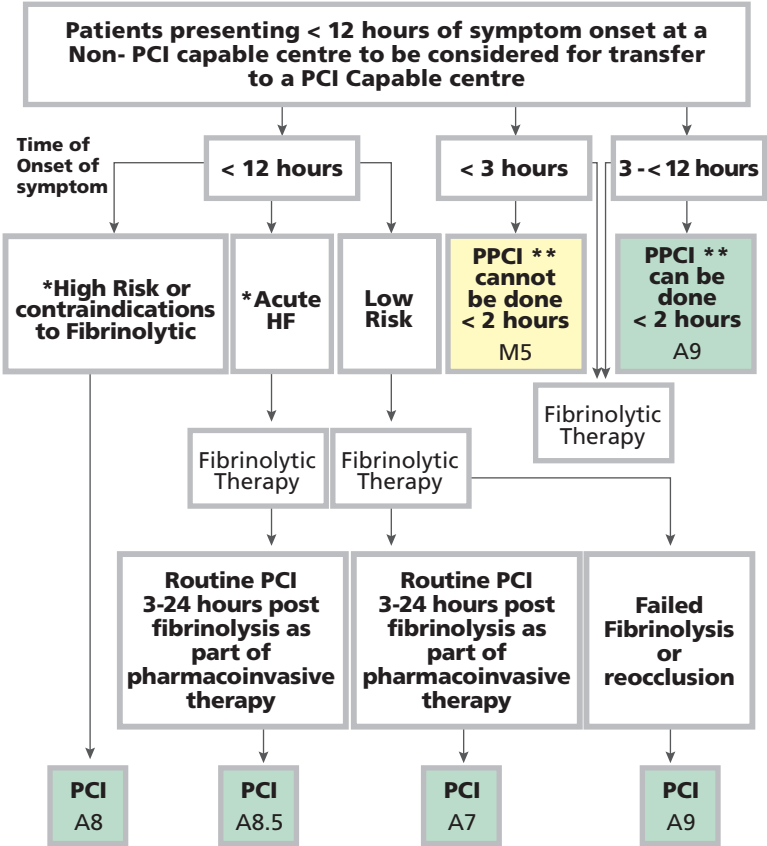 Patients presenting < 12 hours of symptom onset at a
Non- PCI capable centre to be considered for transfer
to a PCI Capable centre
Time of
Onset of
symptom
< 12 hours
< 3 hours
3 -< 12 hours
*High Risk or
contraindications
to Fibrinolytic
*Acute
HF
Low
Risk
PPCI **
cannot
be done
< 2 hours
M5
PPCI **
can be
done
< 2 hours
A9
Fibrinolytic
Therapy
Fibrinolytic
Therapy
Fibrinolytic
Therapy
Routine PCI
3-24 hours post
fibrinolysis as
part of
pharmacoinvasive
therapy
Routine PCI
3-24 hours post
fibrinolysis as
part of
pharmacoinvasive
therapy
Failed
Fibrinolysis
or
reocclusion
PCI
A8
PCI
A8.5
PCI
A7
PCI
A9